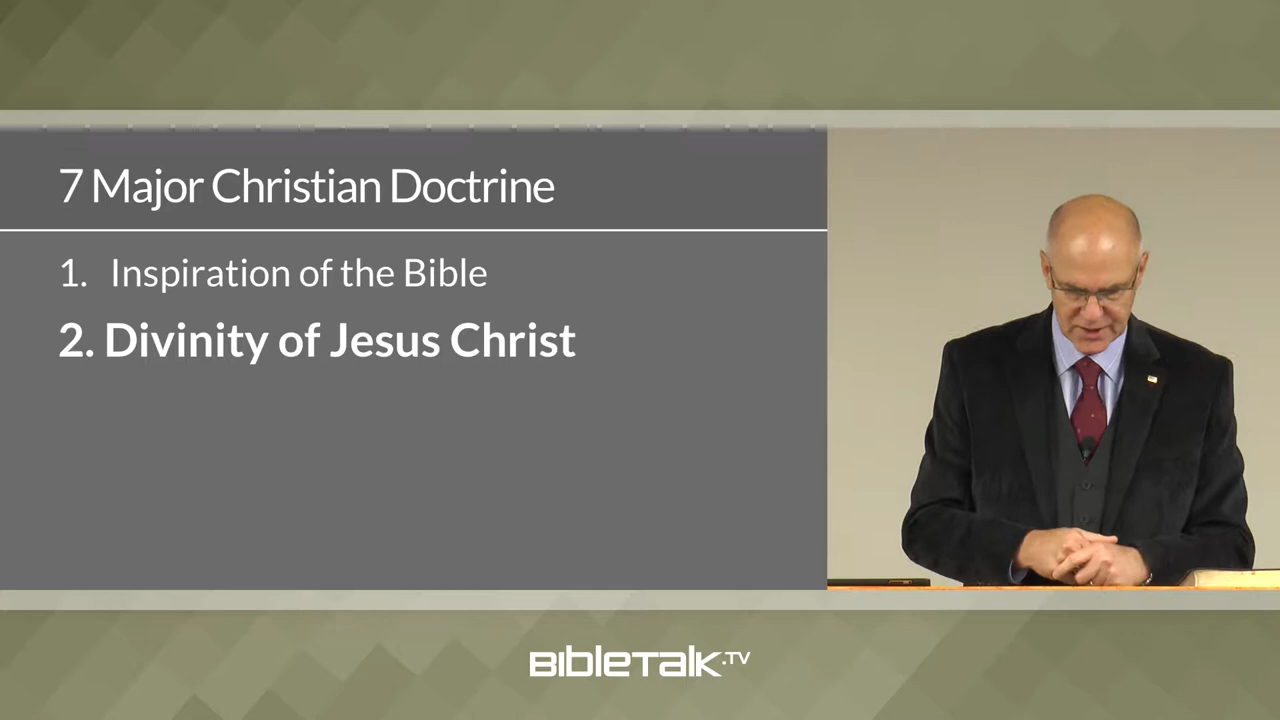 7 Major Christian Doctrine
1. Inspiration of the Bible
2. Divinity of Jesus Christ
BibleTalk.TV